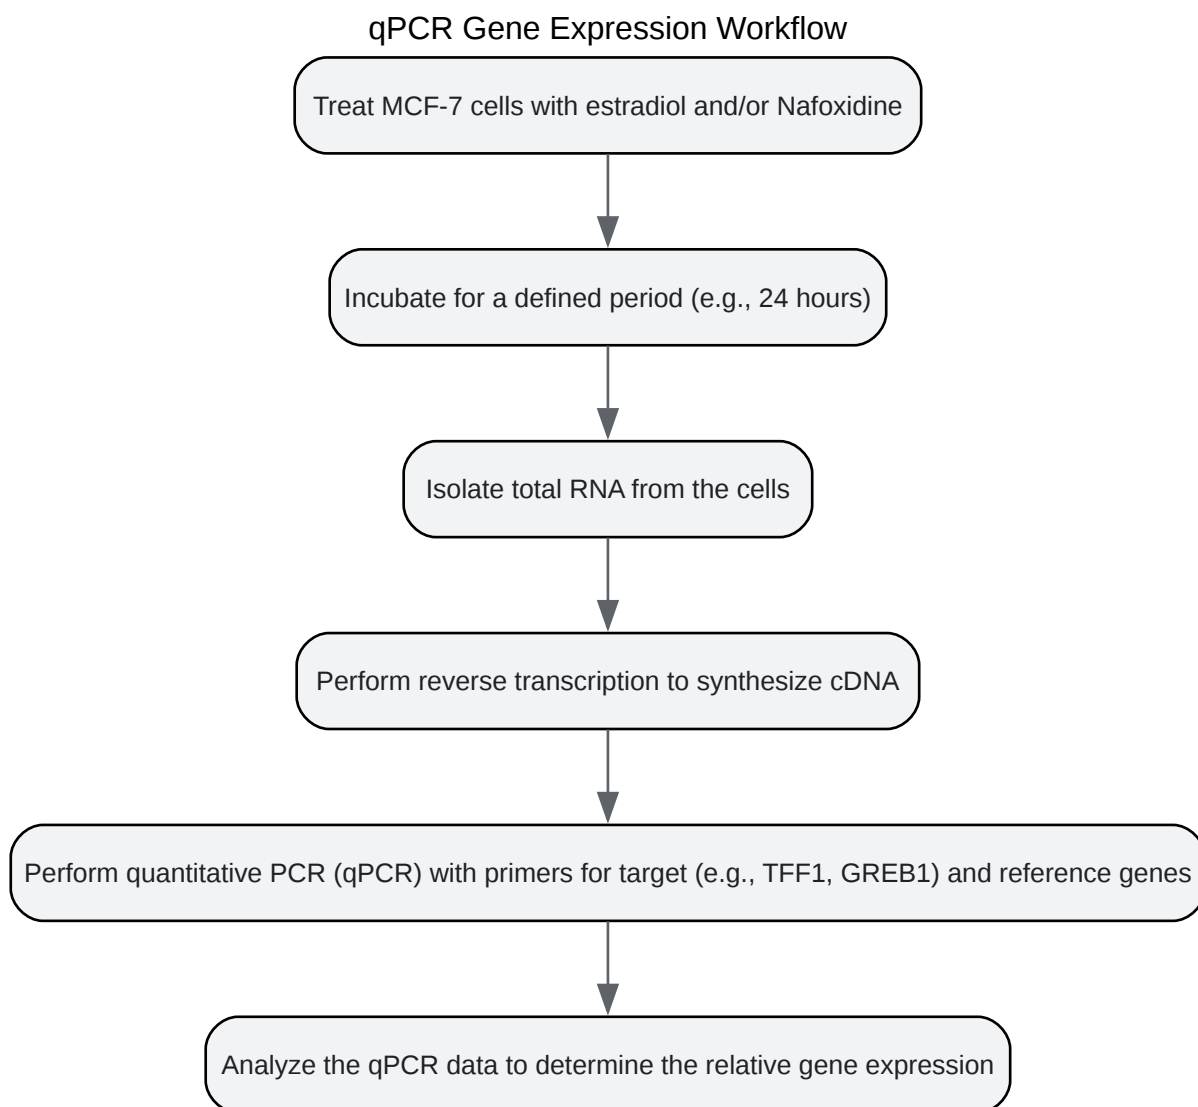 qPCR Gene Expression Workflow
Treat MCF-7 cells with estradiol and/or Nafoxidine
Incubate for a defined period (e.g., 24 hours)
Isolate total RNA from the cells
Perform reverse transcription to synthesize cDNA
Perform quantitative PCR (qPCR) with primers for target (e.g., TFF1, GREB1) and reference genes
Analyze the qPCR data to determine the relative gene expression